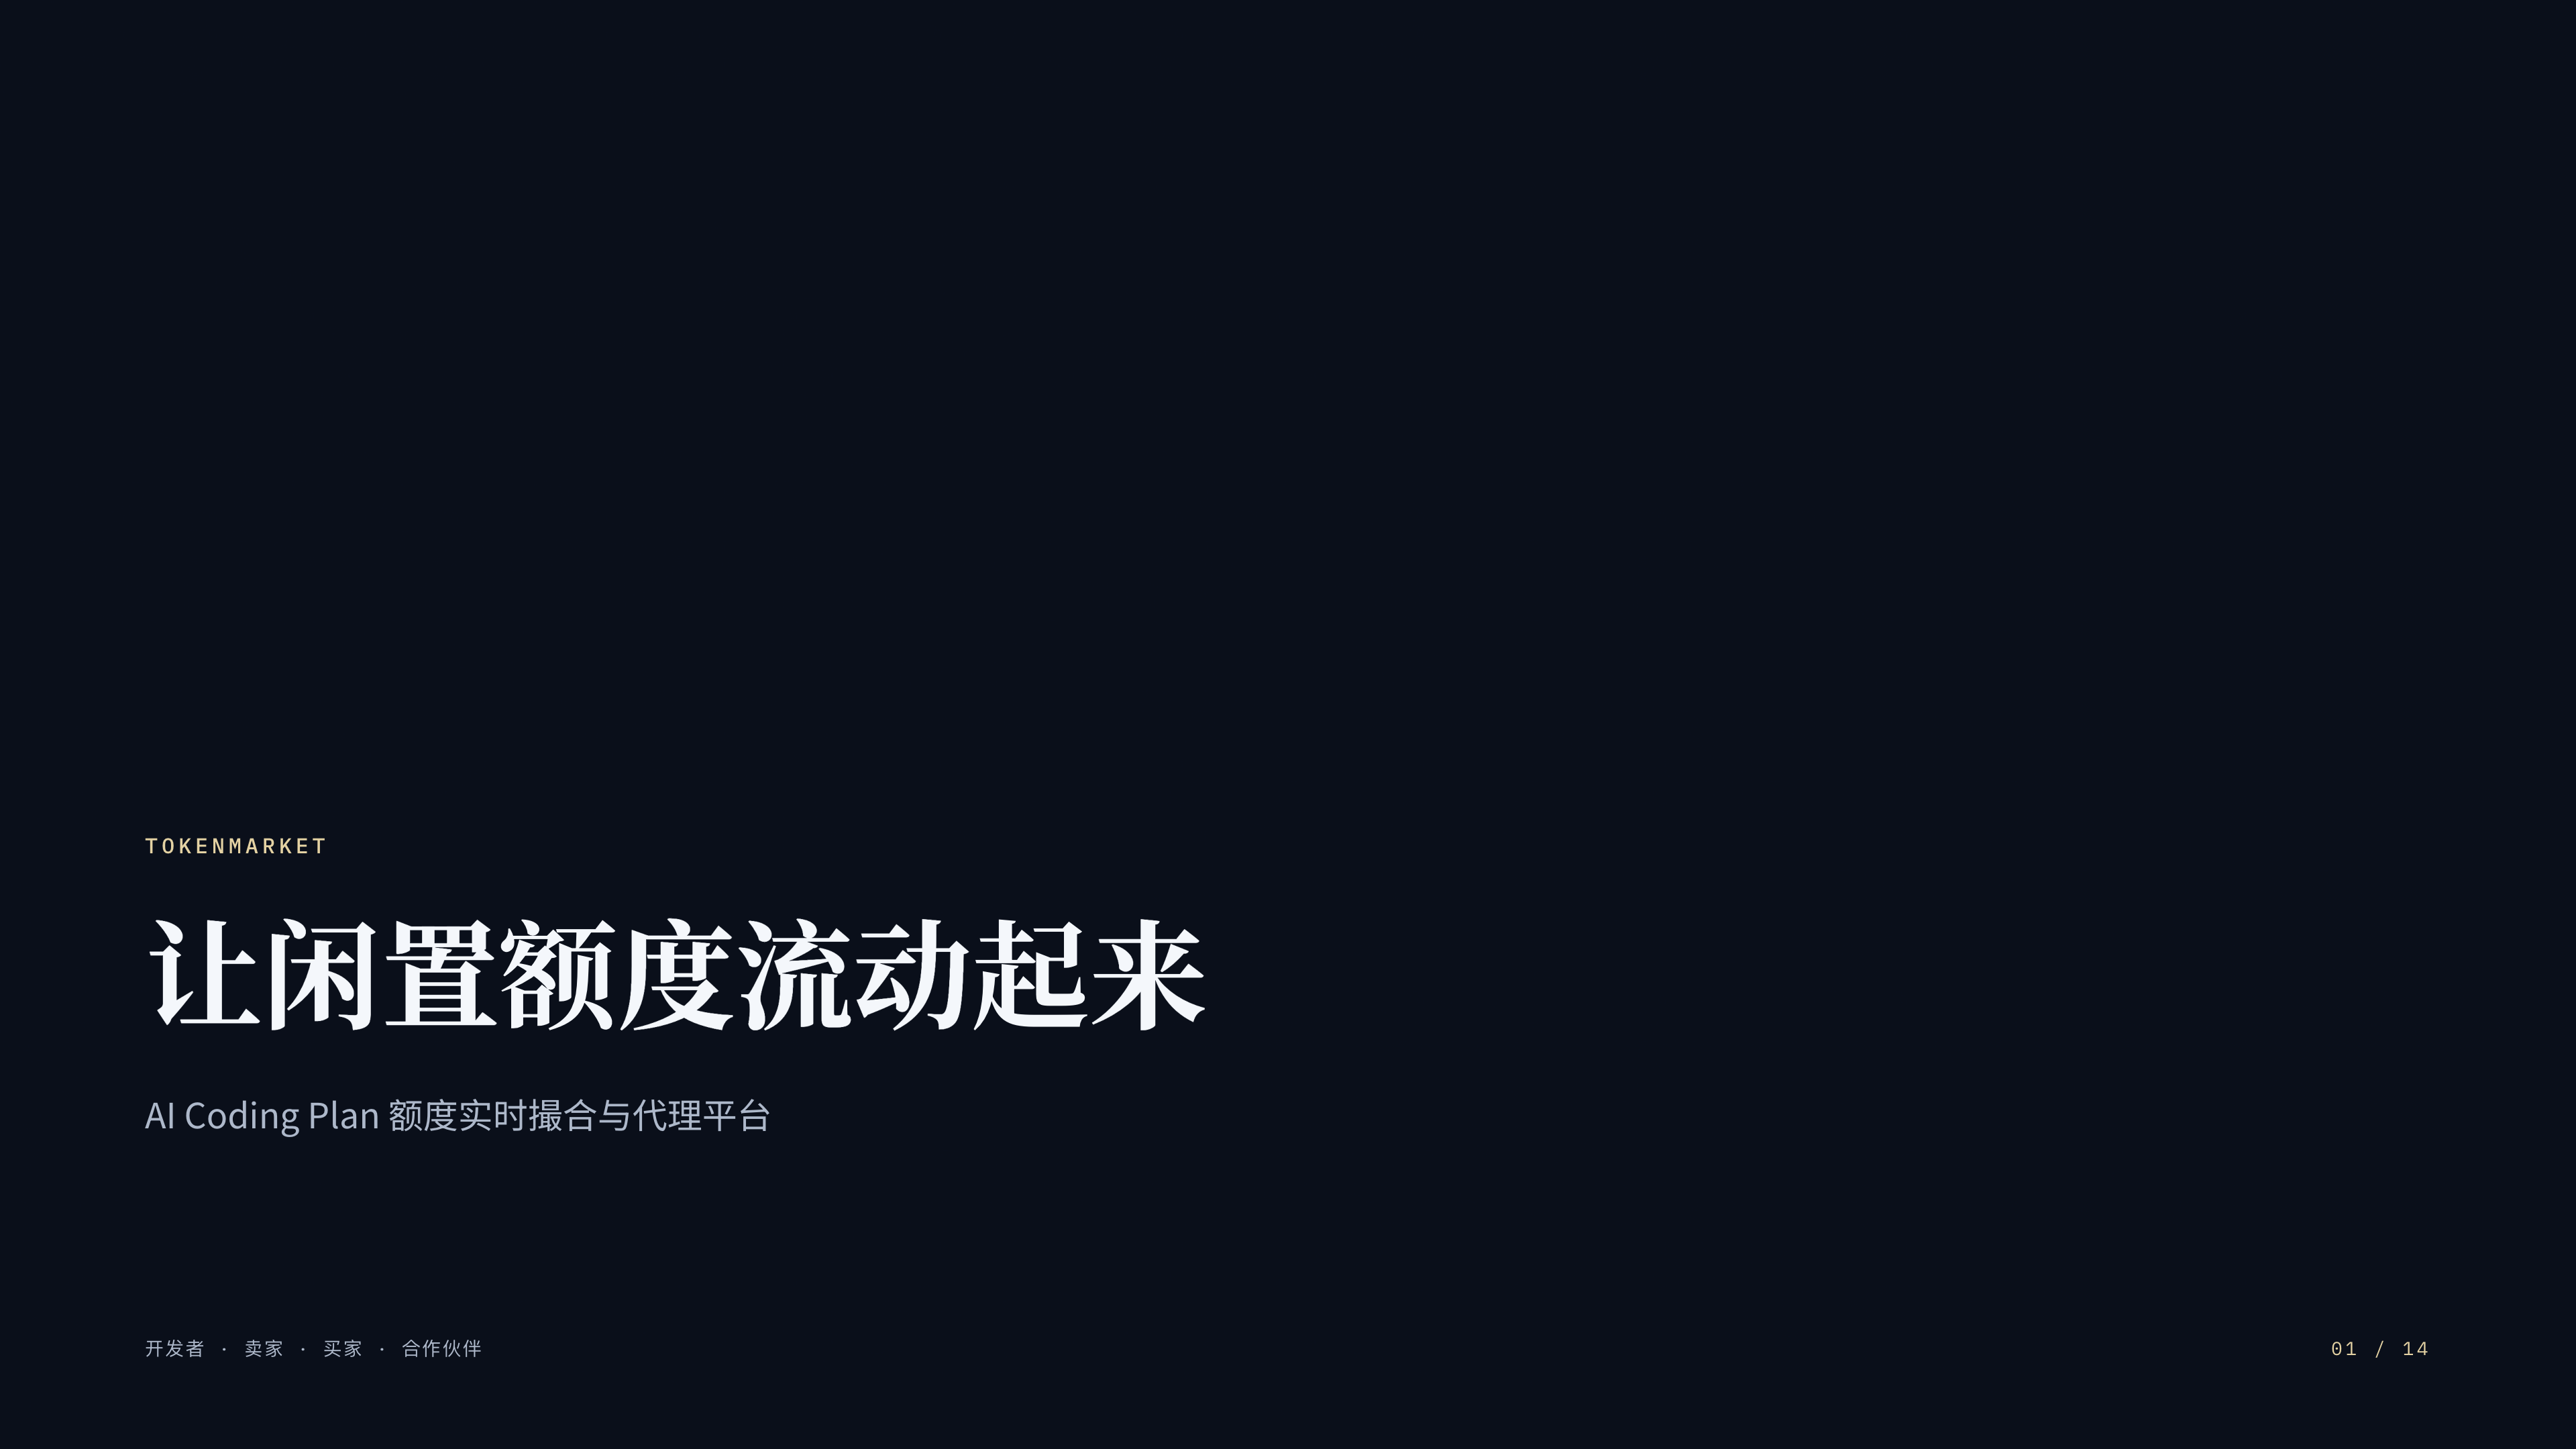 TOKENMARKET
让闲置额度流动起来
AI Coding Plan 额度实时撮合与代理平台
开发者 · 卖家 · 买家 · 合作伙伴
01 / 14